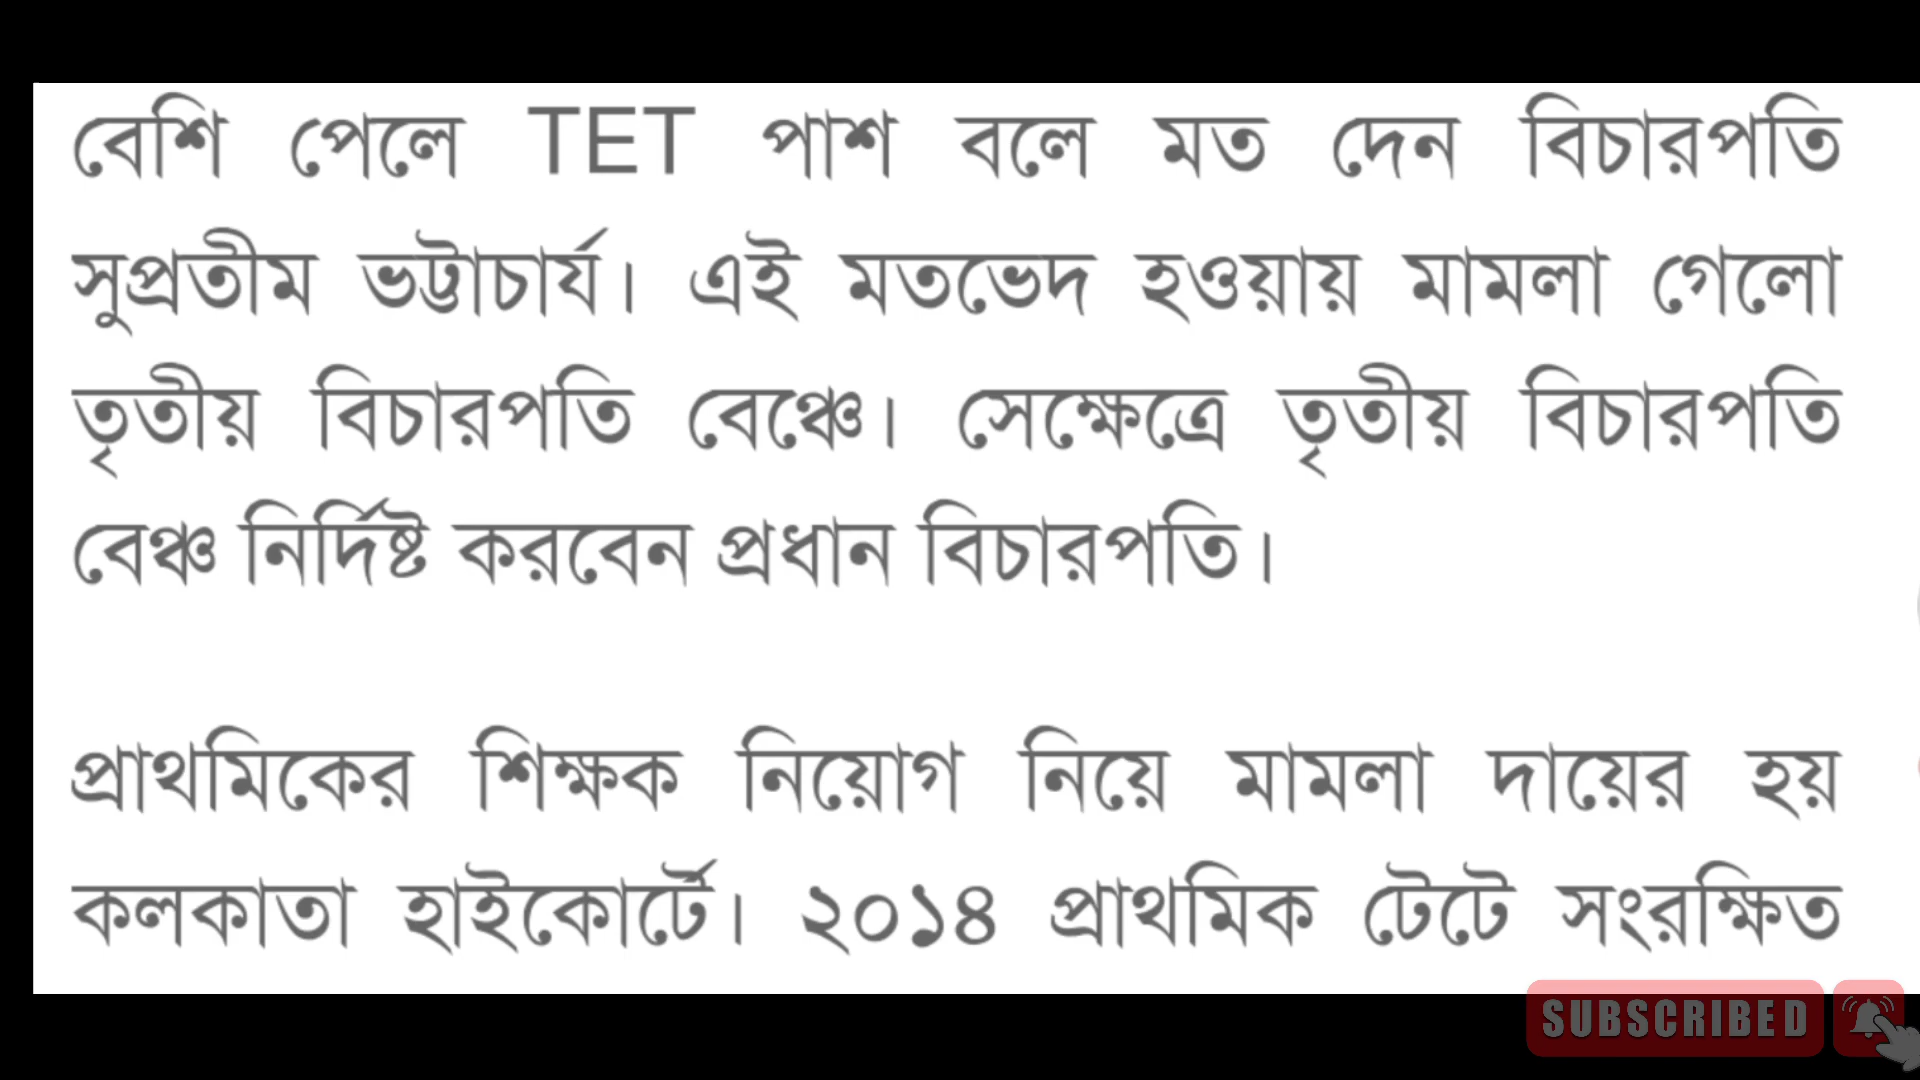 বেশি পেলে TET পাশ বলে মত দেন বিচারপতি
সুপ্রতীম ভট্টাচার্য। এই মতভেদ হওয়ায় মামলা গেলো
তৃতীয় বিচারপতি বেঞ্চে। সেক্ষেত্রে তৃতীয় বিচারপতি
বেঞ্চ নির্দিষ্ট করবেন প্রধান বিচারপতি।
প্রাথমিকের শিক্ষক নিয়োগ নিয়ে মামলা দায়ের হয়
কলকাতা হাইকোর্টে। ২০১৪ প্রাথমিক টেটে সংরক্ষিত
SUBSCRIBED